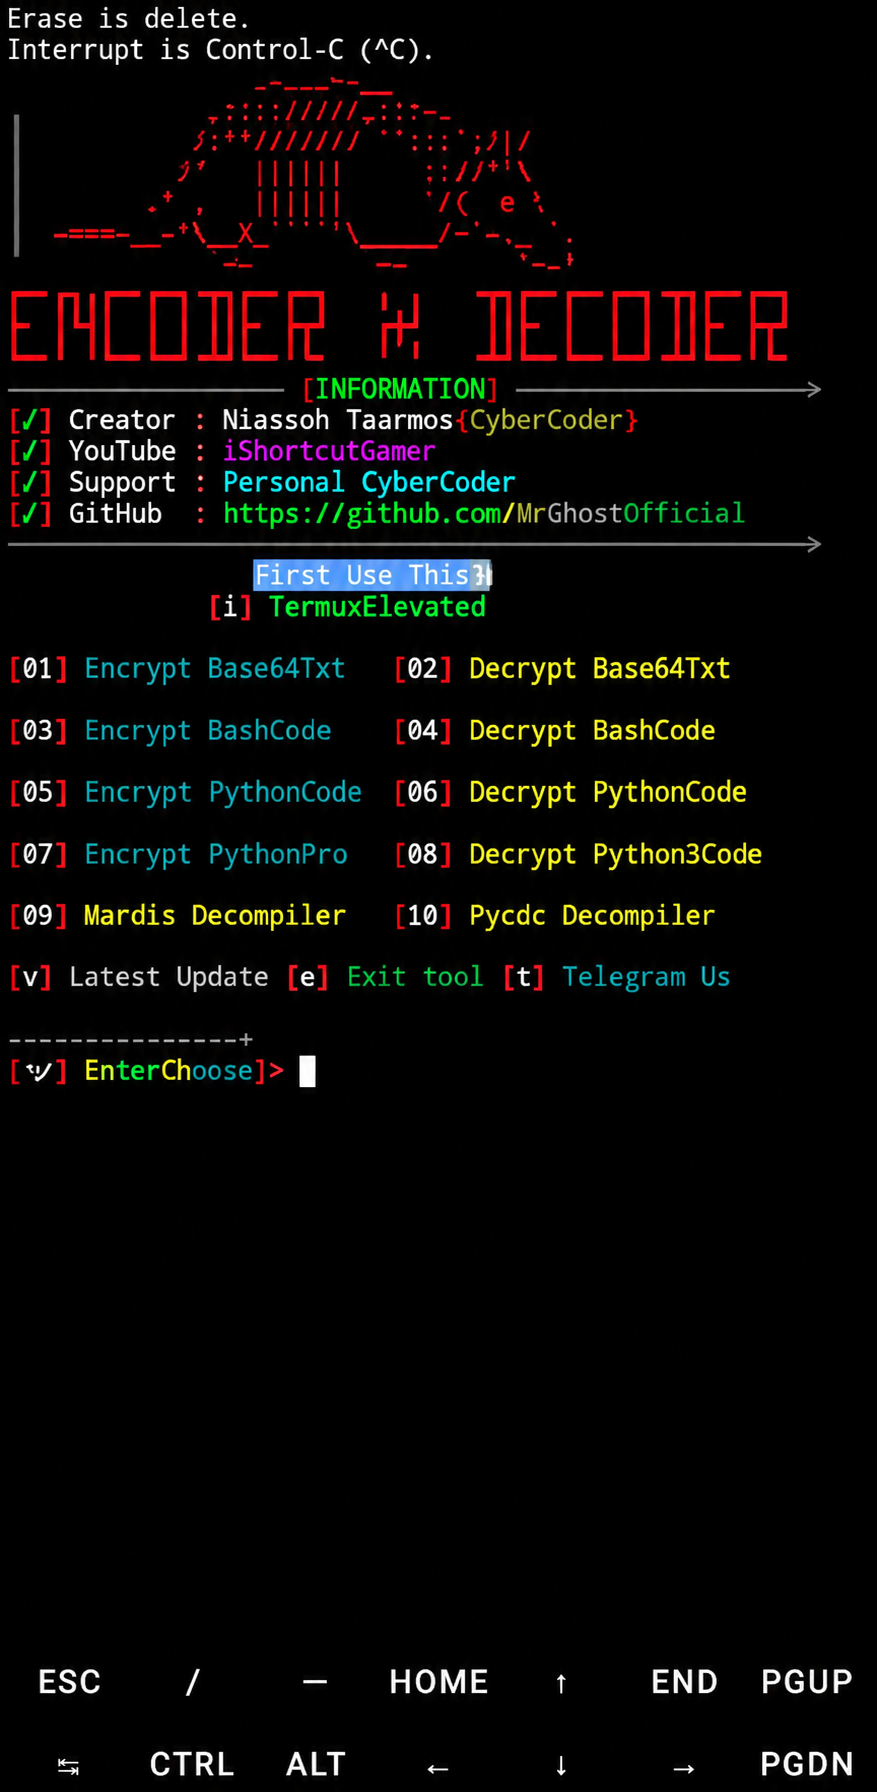 Erase is delete.
Interrupt is Control-C (^C).
ENCODER X DECODER
[INFORMATION]
[✓] Creator : Niassoh Taarmos{CyberCoder}
[✓] YouTube : iShortcutGamer
[✓] Support : Personal CyberCoder
[✓] GitHub : https://github.com/MrGhostOfficial
First Use This
[i] TermuxElevated
[01] Encrypt Base64Txt [02] Decrypt Base64Txt
[03] Encrypt BashCode [04] Decrypt BashCode
[05] Encrypt PythonCode [06] Decrypt PythonCode
[07] Encrypt PythonPro [08] Decrypt Python3Code
[09] Mardis Decompiler [10] Pycdc Decompiler
[v] Latest Update [e] Exit tool [t] Telegram Us
---------------+
[ツ] EnterChoose]>
ESC / — HOME ↑ END PGUP
↹ CTRL ALT ← ↓ → PGDN